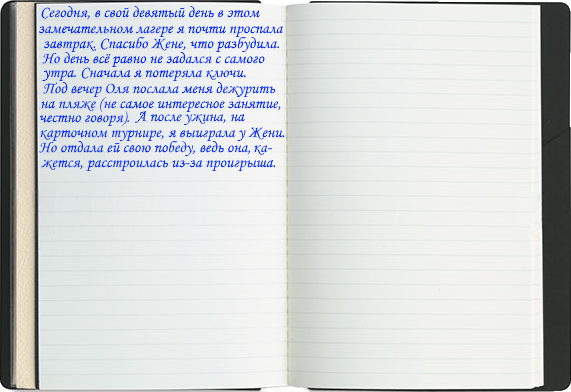 Сегодня, в свой девятый день в этом
замечательном лагере я почти проспала
завтрак. Спасибо Жене, что разбудила.
Но день всё равно не задался с самого
утра. Сначала я потеряла ключи.
Под вечер Оля послала меня дежурить
на пляже (не самое интересное занятие,
честно говоря). А после ужина, на
карточном турнире, я выиграла у Жени.
Но отдала ей свою победу, ведь она, ка-
жется, расстроилась из-за проигрыша.